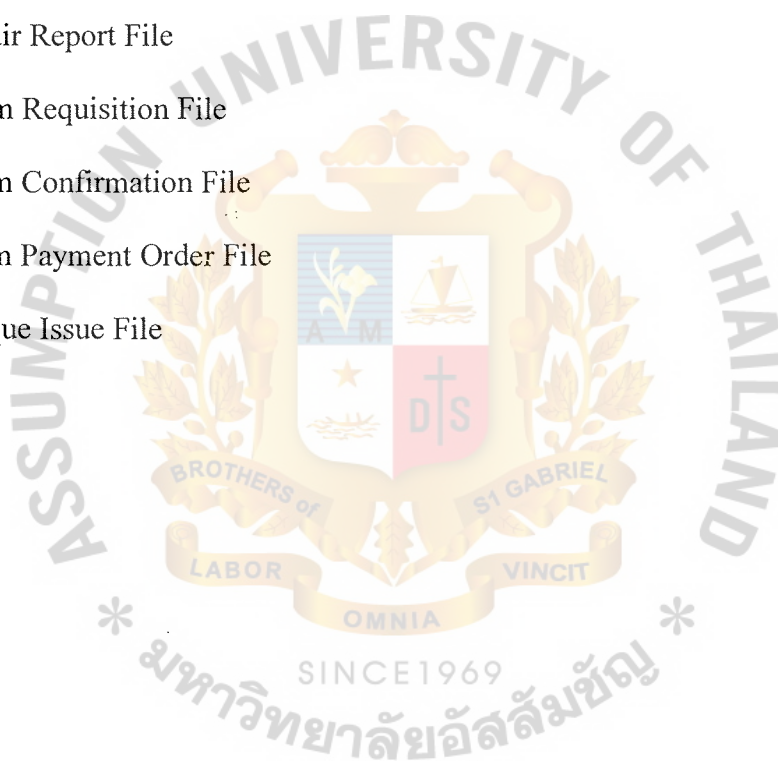 ir Report File
n Requisition File
n Confirmation File
n Payment Order File
ue Issue File
ASSUMPTION UNIVERSITY OF THAILAND
A M
D S
BROTHERS of ST GABRIEL
LABOR OMNIA VINCIT
SINCE1969
มหาวิทยาลัยอัสสัมชัญ